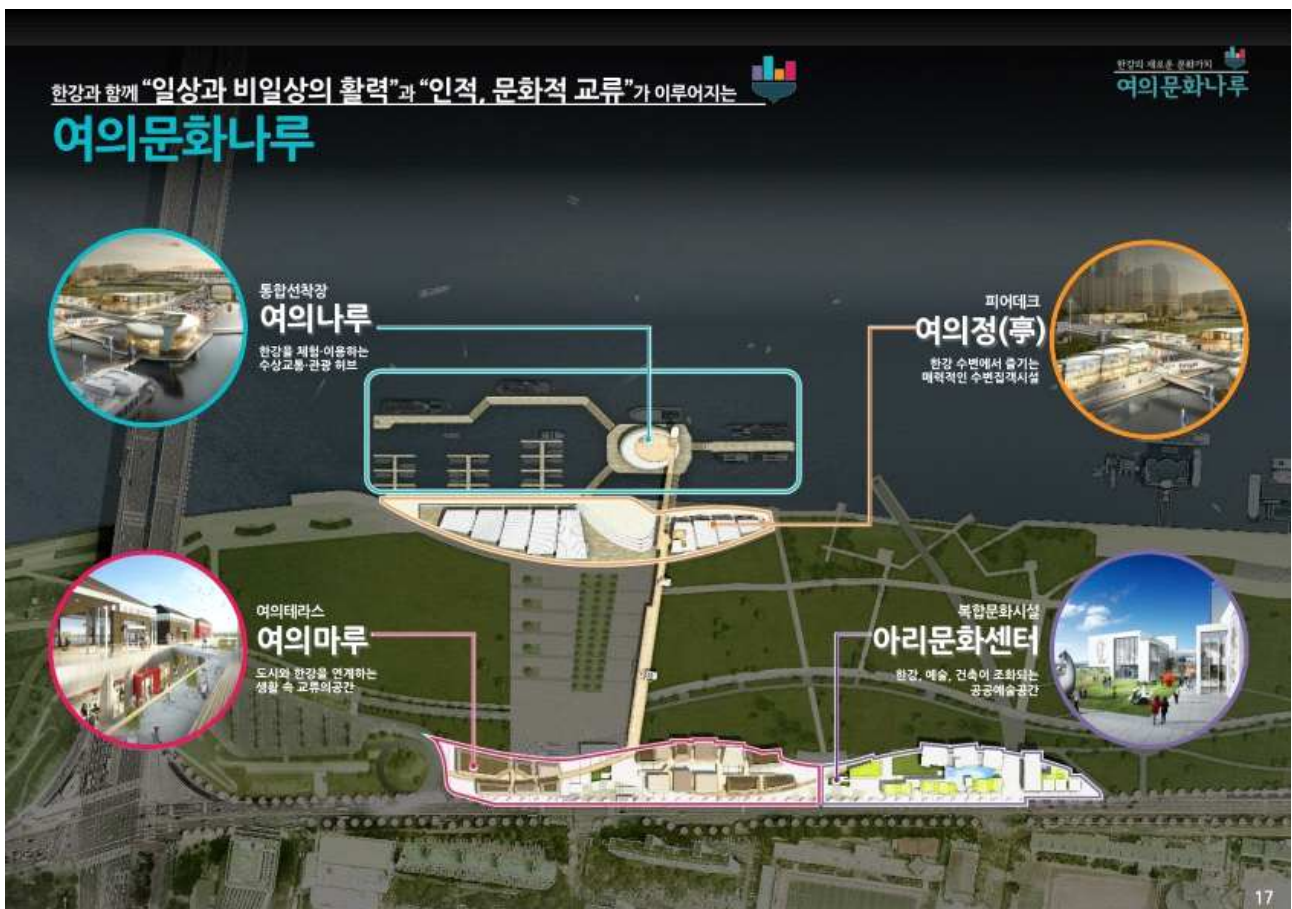 한강과 함께 “일상과 비일상의 활력”과 “인적, 문화적 교류”가 이루어지는
여의문화나루
한강의 새로운 문화가치
여의문화나루
통합선착장
여의나루
한강을 체험·이용하는
수상교통·관광 허브
피어데크
여의정(亭)
한강 수변에서 즐기는
매력적인 수변집객시설
여의테라스
여의마루
도시와 한강을 연계하는
생활 속 교류의공간
복합문화시설
아리문화센터
한강, 예술, 건축이 조화되는
공공예술공간
17